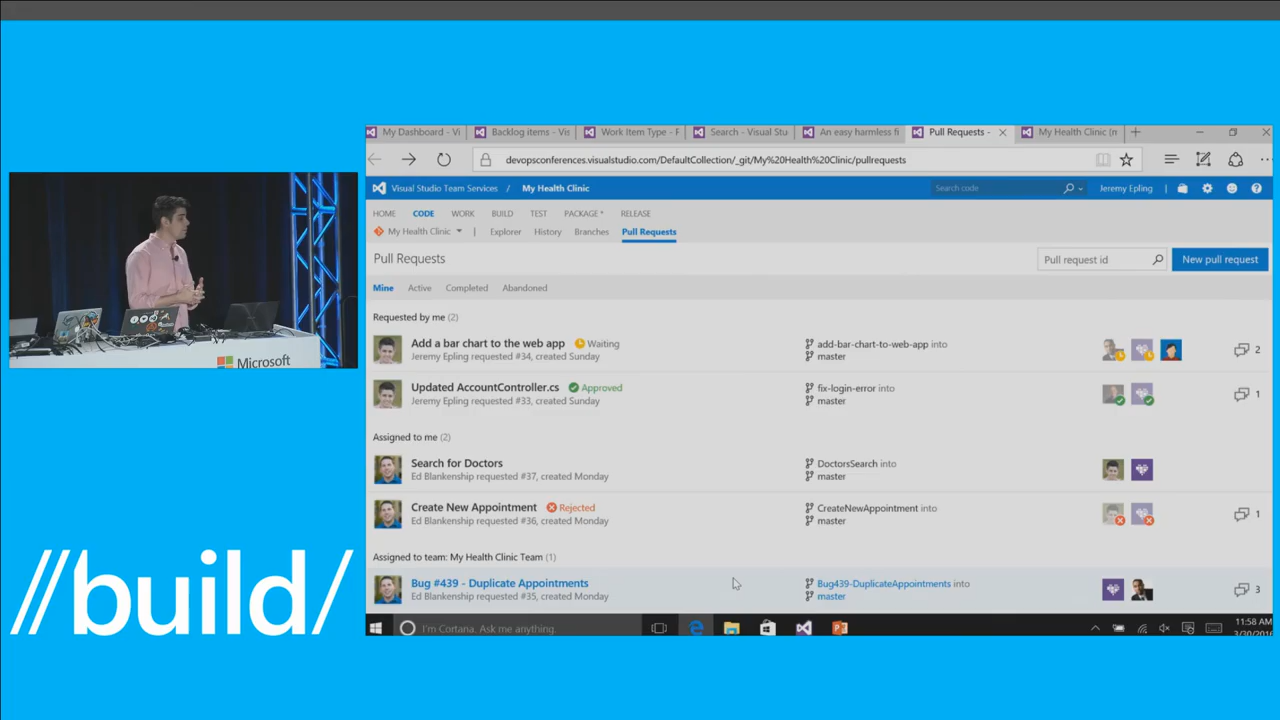 My Dashboard - Vi
Backlog items - Vis
Work Item Type - F
Search - Visual Stu
An easy harmless fi
Pull Requests -
My Health Clinic (m
devopsconferences.visualstudio.com/DefaultCollection/_git/My%20Health%20Clinic/pullrequests
Visual Studio Team Services / My Health Clinic
Search code
Jeremy Epling
HOME CODE WORK BUILD TEST PACKAGE* RELEASE
My Health Clinic | Explorer History Branches Pull Requests
Pull Requests
Pull request id
New pull request
Mine Active Completed Abandoned
Requested by me (2)
Add a bar chart to the web app Waiting
Jeremy Epling requested #34, created Sunday
add-bar-chart-to-web-app into
master
2
Updated AccountController.cs Approved
Jeremy Epling requested #33, created Sunday
fix-login-error into
master
1
Assigned to me (2)
Search for Doctors
Ed Blankenship requested #37, created Monday
DoctorsSearch into
master
Create New Appointment Rejected
Ed Blankenship requested #36, created Monday
CreateNewAppointment into
master
1
Assigned to team: My Health Clinic Team (1)
Bug #439 - Duplicate Appointments
Ed Blankenship requested #35, created Monday
Bug439-DuplicateAppointments into
master
3
I'm Cortana. Ask me anything.
11:58 AM
Microsoft
//build/